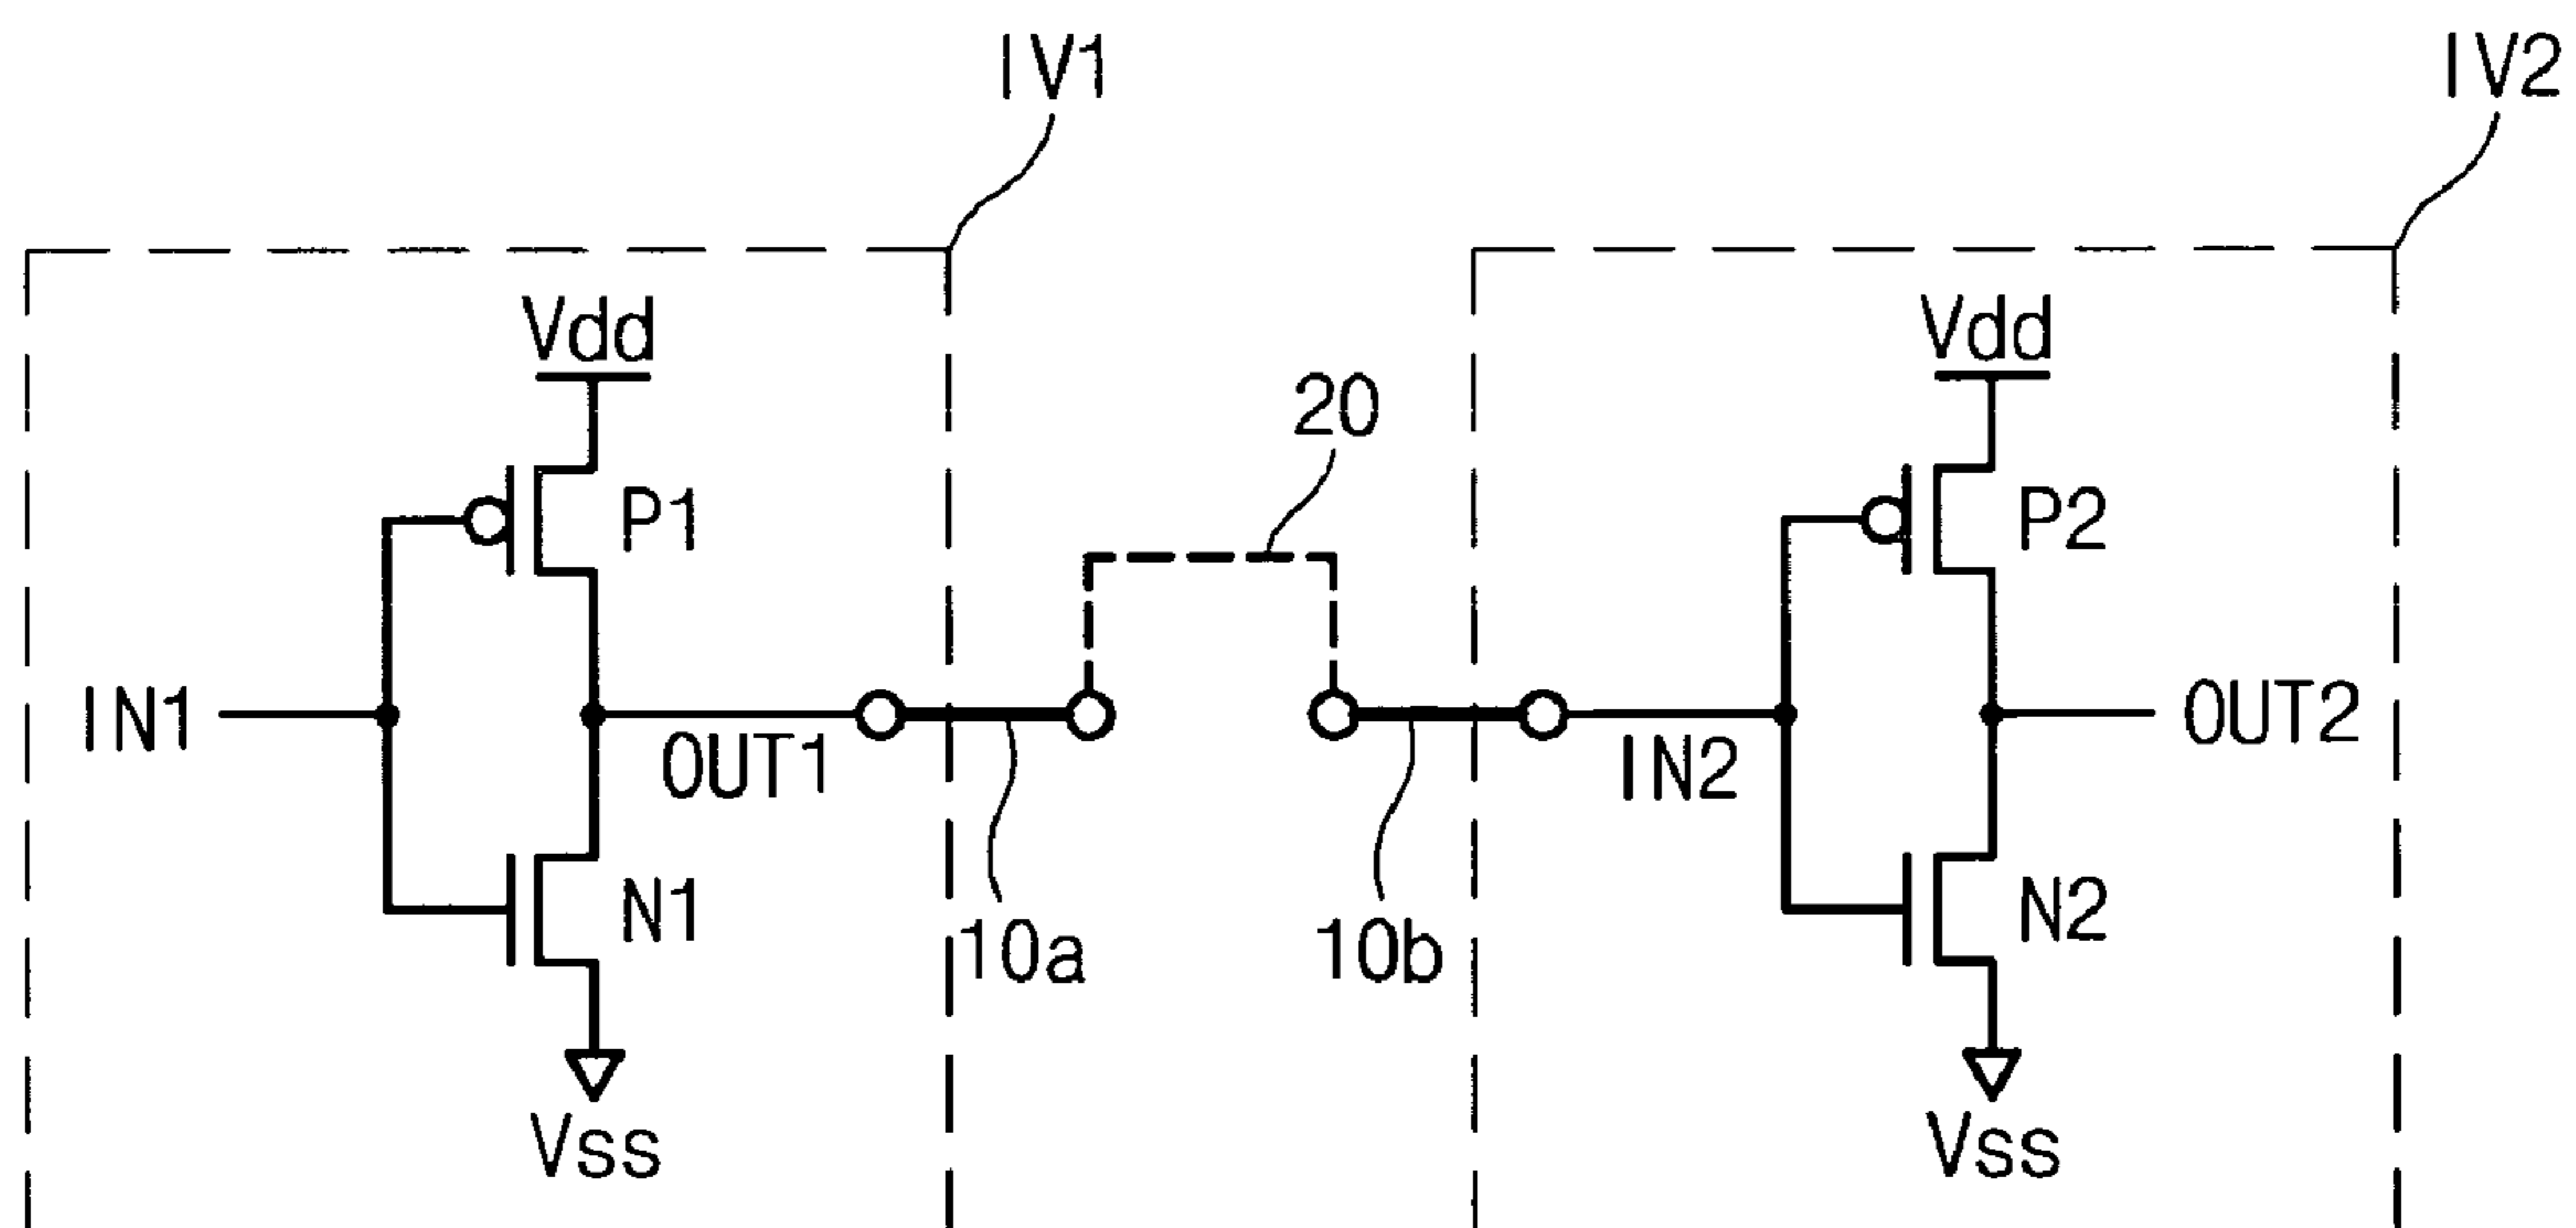 IV1
IV2
Vdd
Vdd
20
P1
P2
IN1
OUT1
IN2
OUT2
N1
N2
10a
10b
Vss
Vss